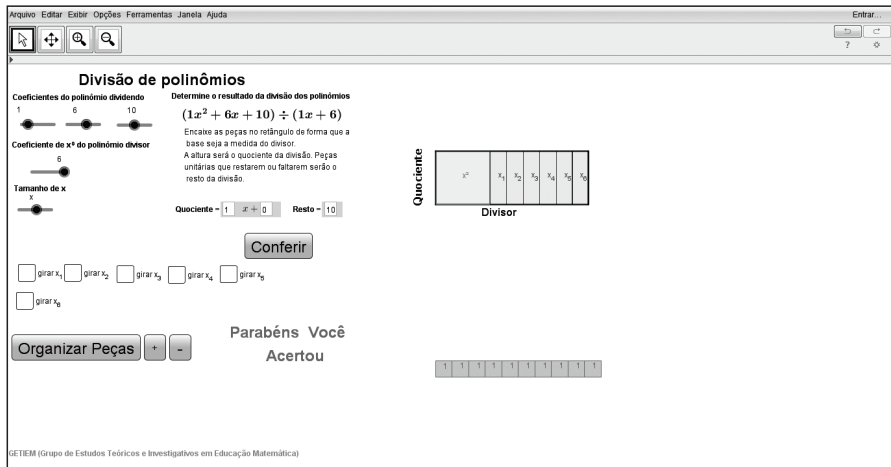 Arquivo Editar Exibir Opções Ferramentas Janela Ajuda
Entrar...
?
Divisão de polinômios
Coeficientes do polinómio dividendo
1 6 10
Coeficiente de xº do polinómio divisor
6
Tamanho de x
x
Determine o resultado da divisão dos polinómios
(1x² + 6x + 10) ÷ (1x + 6)
Encaixe as peças no retângulo de forma que a
base seja a medida do divisor.
A altura será o quociente da divisão. Peças
unitárias que restarem ou faltarem serão o
resto da divisão.
Quociente = 1 x + 0 Resto = 10
Conferir
girar x₁ girar x₂ girar x₃ girar x₄ girar x₅
girar x₆
Organizar Peças + -
Parabéns Você
Acertou
Quociente
x² x₁ x₂ x₃ x₄ x₅ x₆
Divisor
1 1 1 1 1 1 1 1 1 1
GETIEM (Grupo de Estudos Teóricos e Investigativos em Educação Matemática)